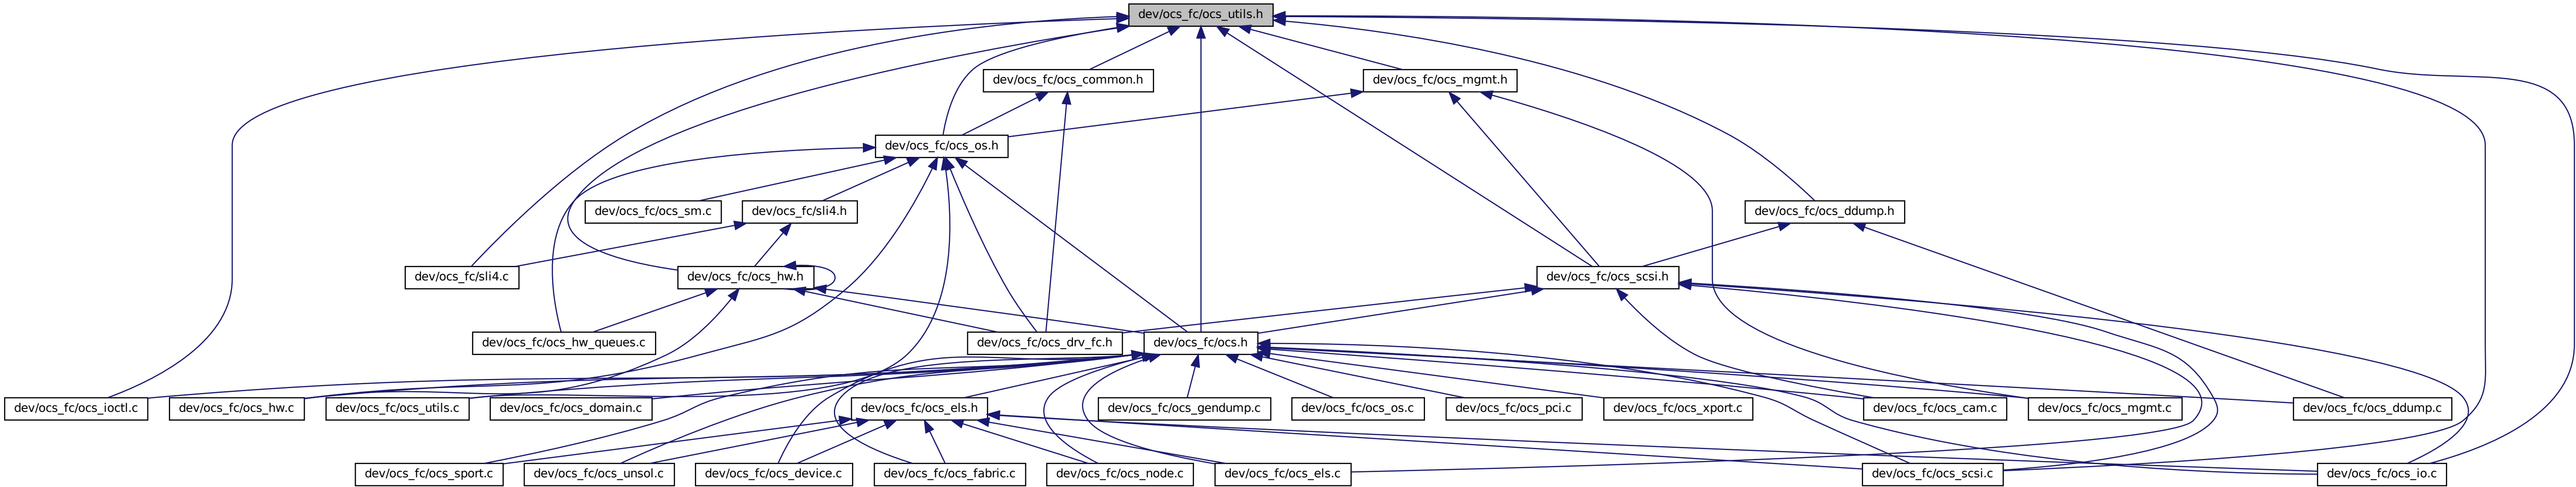 dev/ocs_fc/ocs_utils.h
dev/ocs_fc/ocs_common.h
dev/ocs_fc/ocs_mgmt.h
dev/ocs_fc/ocs_os.h
dev/ocs_fc/ocs_sm.c
dev/ocs_fc/sli4.h
dev/ocs_fc/ocs_ddump.h
dev/ocs_fc/sli4.c
dev/ocs_fc/ocs_hw.h
dev/ocs_fc/ocs_scsi.h
dev/ocs_fc/ocs_hw_queues.c
dev/ocs_fc/ocs_drv_fc.h
dev/ocs_fc/ocs.h
dev/ocs_fc/ocs_ioctl.c
dev/ocs_fc/ocs_hw.c
dev/ocs_fc/ocs_utils.c
dev/ocs_fc/ocs_domain.c
dev/ocs_fc/ocs_els.h
dev/ocs_fc/ocs_gendump.c
dev/ocs_fc/ocs_os.c
dev/ocs_fc/ocs_pci.c
dev/ocs_fc/ocs_xport.c
dev/ocs_fc/ocs_cam.c
dev/ocs_fc/ocs_mgmt.c
dev/ocs_fc/ocs_ddump.c
dev/ocs_fc/ocs_sport.c
dev/ocs_fc/ocs_unsol.c
dev/ocs_fc/ocs_device.c
dev/ocs_fc/ocs_fabric.c
dev/ocs_fc/ocs_node.c
dev/ocs_fc/ocs_els.c
dev/ocs_fc/ocs_scsi.c
dev/ocs_fc/ocs_io.c